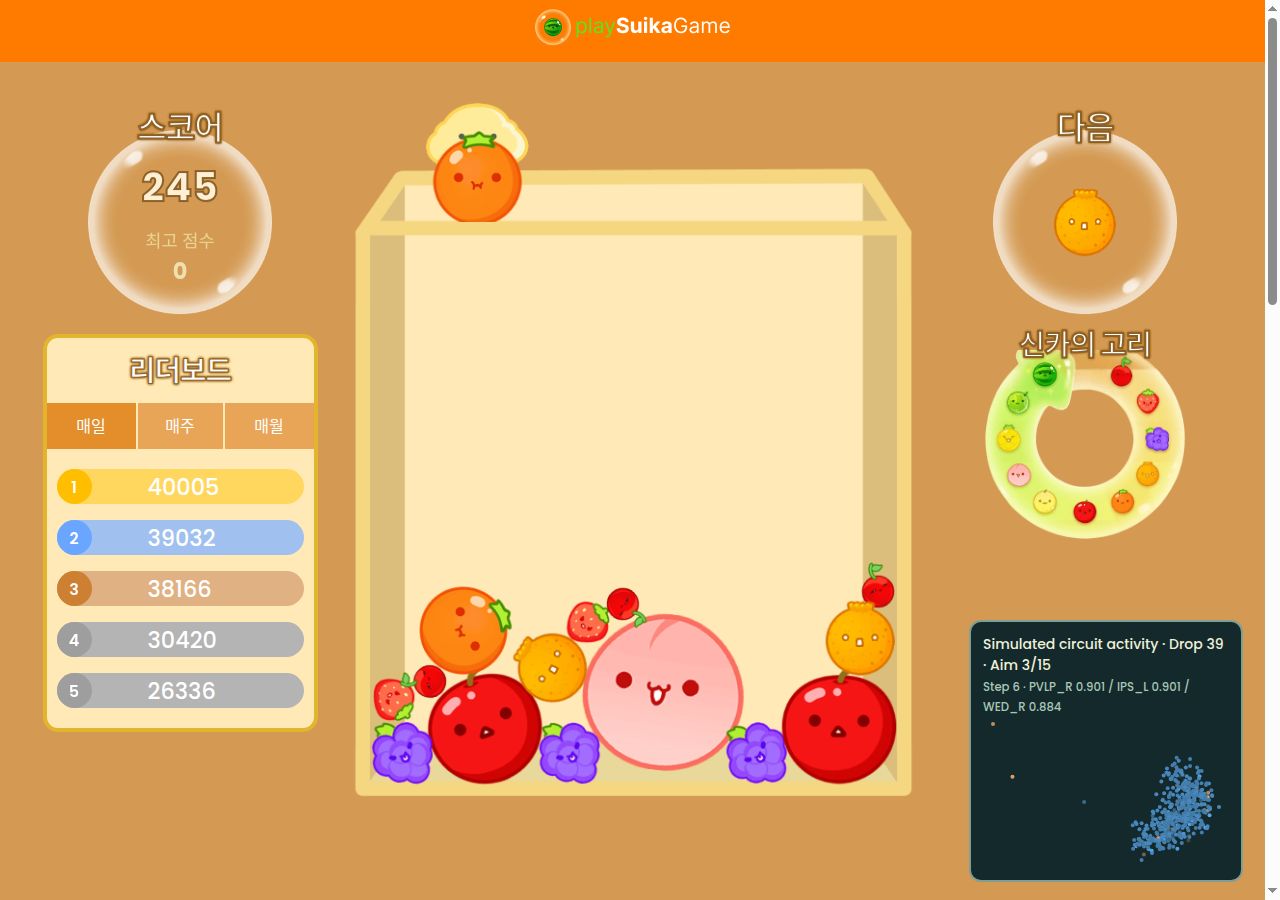 playSuikaGame
스코어
245
최고 점수
0
다음
신카의 고리
리더보드
매일 매주 매월
1 40005
2 39032
3 38166
4 30420
5 26336
Simulated circuit activity · Drop 39
· Aim 3/15
Step 6 · PVLP_R 0.901 / IPS_L 0.901 /
WED_R 0.884